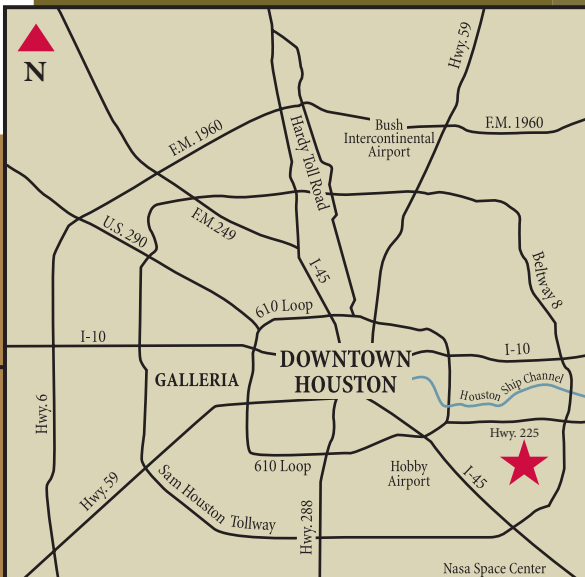 N
Hwy. 59
F.M. 1960
Hardy Toll Road
Bush
Intercontinental
Airport
F.M. 1960
U.S. 290
F.M.249
I-45
Beltway 8
610 Loop
I-10
DOWNTOWN
HOUSTON
I-10
GALLERIA
Houston Ship Channel
Hwy. 6
Hwy. 225
610 Loop
Hobby
Airport
I-45
Hwy. 59
Sam Houston Tollway
Hwy. 288
Nasa Space Center